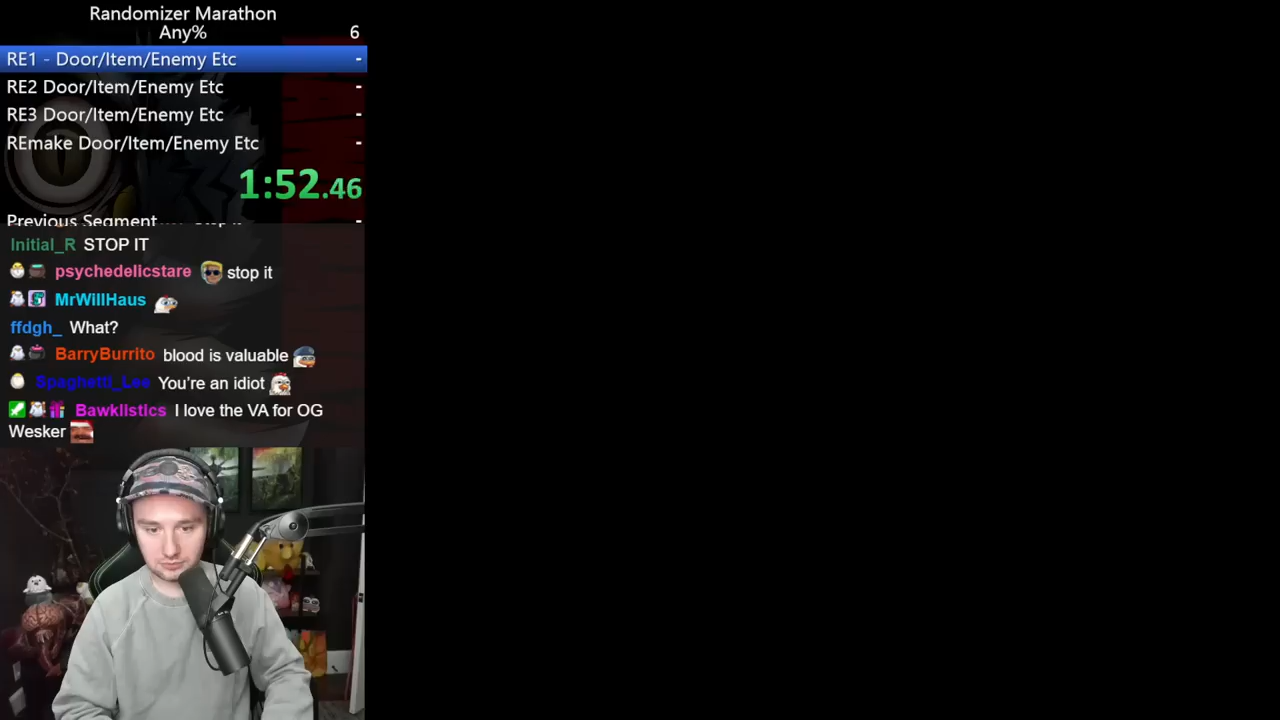 Randomizer Marathon
Any% 6
RE1 - Door/Item/Enemy Etc -
RE2 Door/Item/Enemy Etc -
RE3 Door/Item/Enemy Etc -
REmake Door/Item/Enemy Etc -
1:52.46
Previous Segment -
Initial_R STOP IT
psychedelicstare stop it
MrWillHaus
ffdgh_ What?
BarryBurrito blood is valuable
Spaghetti_Lee You're an idiot
Bawklistics I love the VA for OG
Wesker